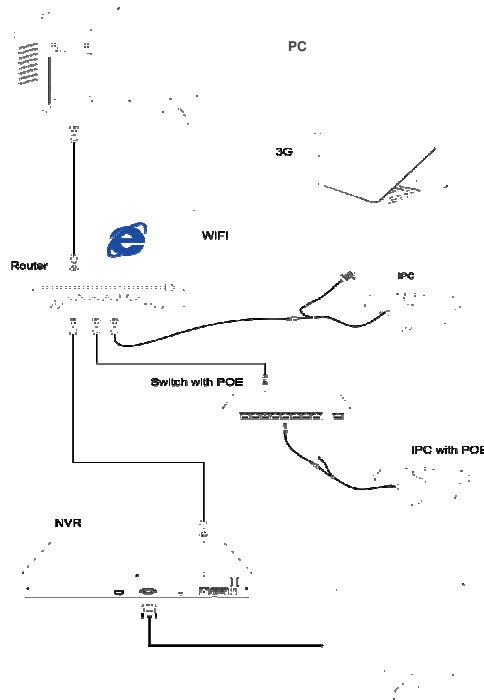 PC
3G
WIFI
Router
IPC
Switch with POE
IPC with POE
NVR